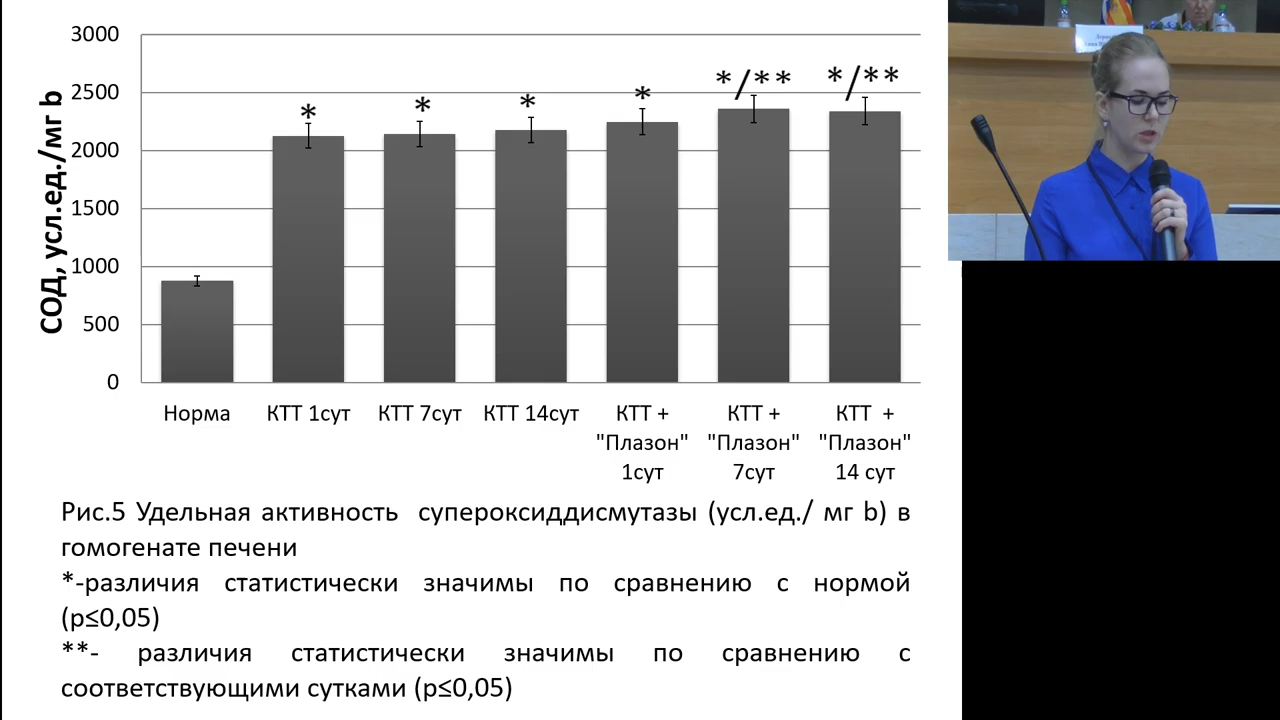 3000
2500
2000
1500
1000
500
0
СОД, усл.ед./мг b
*
*
*
*
*/**
*/**
Норма
КТТ 1сут
КТТ 7сут
КТТ 14сут
КТТ +
"Плазон"
1сут
КТТ +
"Плазон"
7сут
КТТ +
"Плазон"
14 сут
Рис.5 Удельная активность супероксиддисмутазы (усл.ед./ мг b) в
гомогенате печени
*-различия статистически значимы по сравнению с нормой
(p≤0,05)
**- различия статистически значимы по сравнению с
соответствующими сутками (p≤0,05)